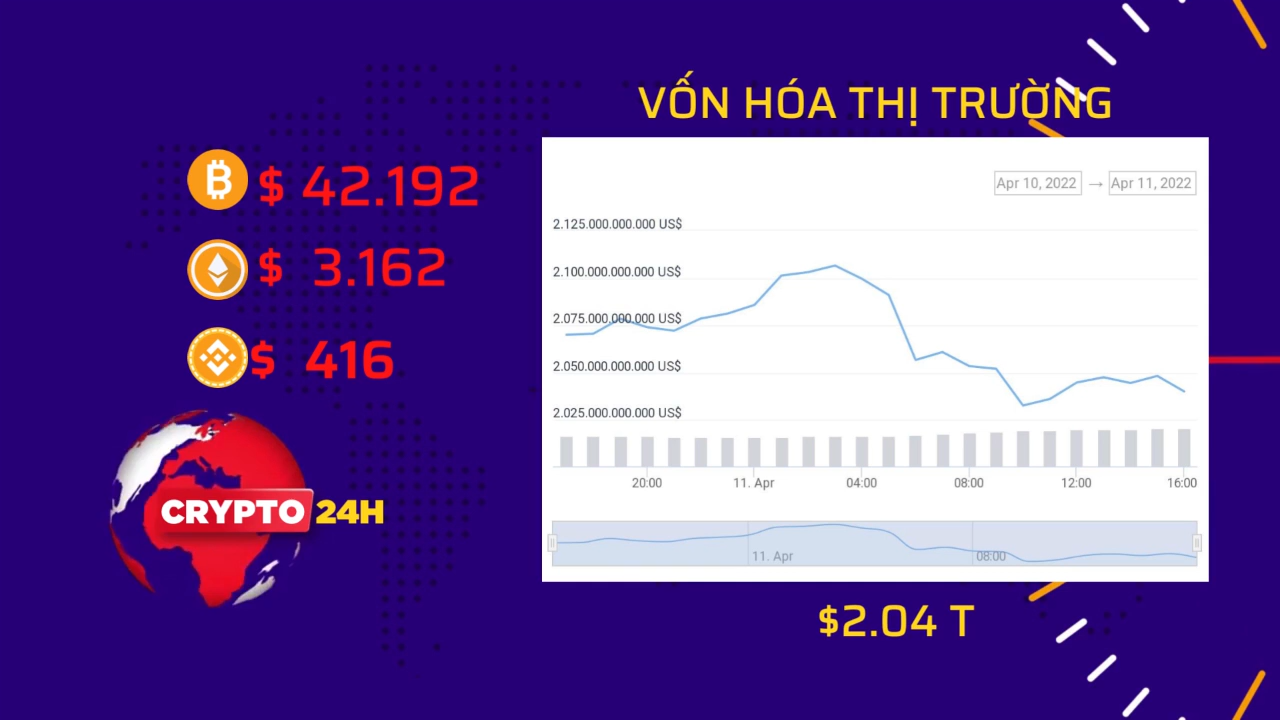 VỐN HÓA THỊ TRƯỜNG
$ 42.192
$ 3.162
$ 416
CRYPTO 24H
Apr 10, 2022 → Apr 11, 2022
2.125.000.000.000 US$
2.100.000.000.000 US$
2.075.000.000.000 US$
2.050.000.000.000 US$
2.025.000.000.000 US$
20:00 11. Apr 04:00 08:00 12:00 16:00
11. Apr 08:00
$2.04 T